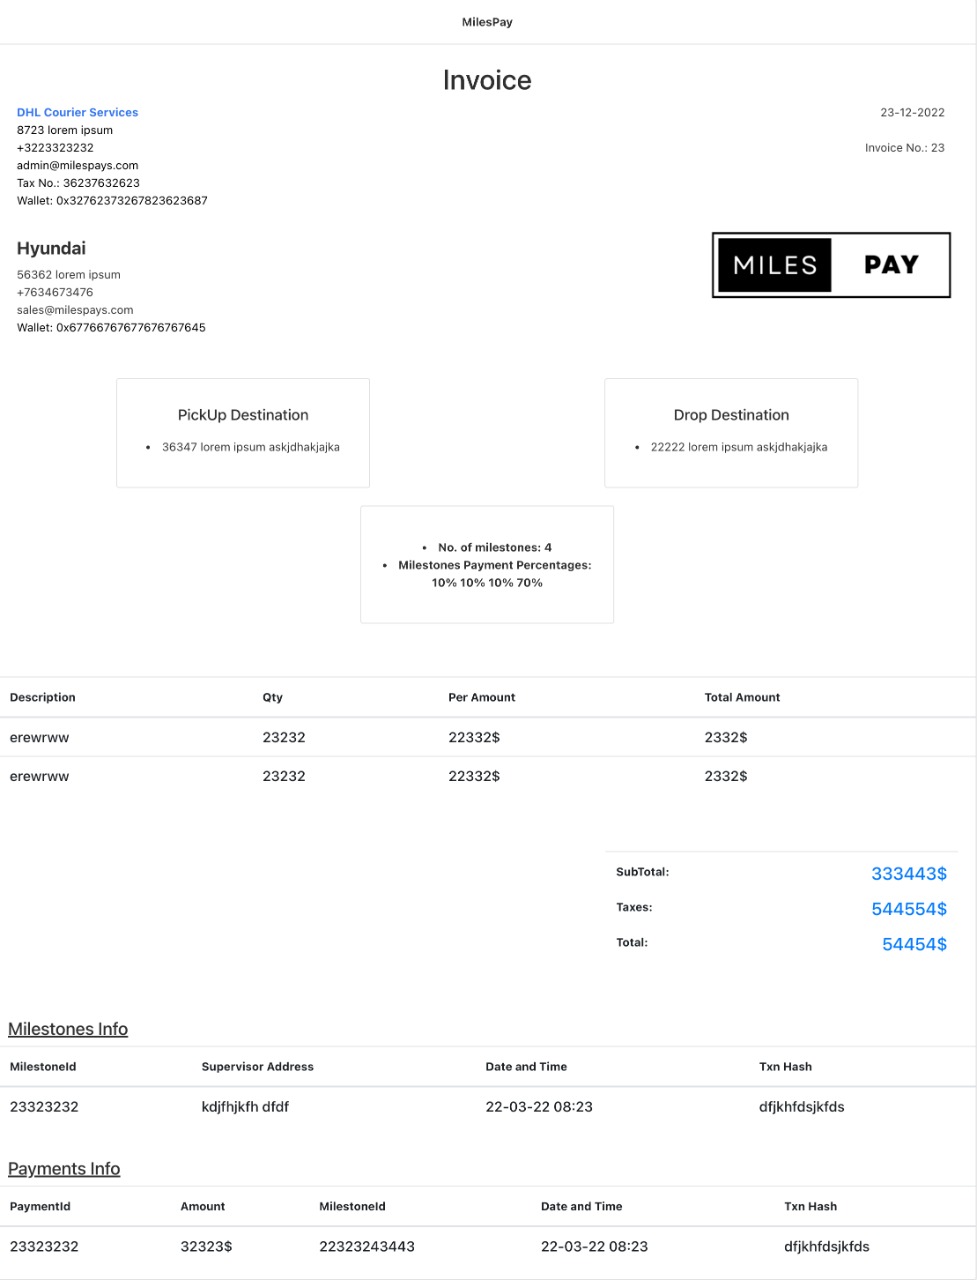 MilesPay
Invoice
DHL Courier Services
8723 lorem ipsum
+3223323232
admin@milespays.com
Tax No.: 36237632623
Wallet: 0x32762373267823623687
23-12-2022
Invoice No.: 23
Hyundai
56362 lorem ipsum
+7634673476
sales@milespays.com
Wallet: 0x67766767677676767645
MILES PAY
PickUp Destination
• 36347 lorem ipsum askjdhakjajka
Drop Destination
• 22222 lorem ipsum askjdhakjajka
• No. of milestones: 4
• Milestones Payment Percentages:
10% 10% 10% 70%
Description Qty Per Amount Total Amount
erewrww 23232 22332$ 2332$
erewrww 23232 22332$ 2332$
SubTotal: 333443$
Taxes: 544554$
Total: 54454$
Milestones Info
MilestoneId Supervisor Address Date and Time Txn Hash
23323232 kdjfhjkfh dfdf 22-03-22 08:23 dfjkhfdsjkfds
Payments Info
PaymentId Amount MilestoneId Date and Time Txn Hash
23323232 32323$ 22323243443 22-03-22 08:23 dfjkhfdsjkfds